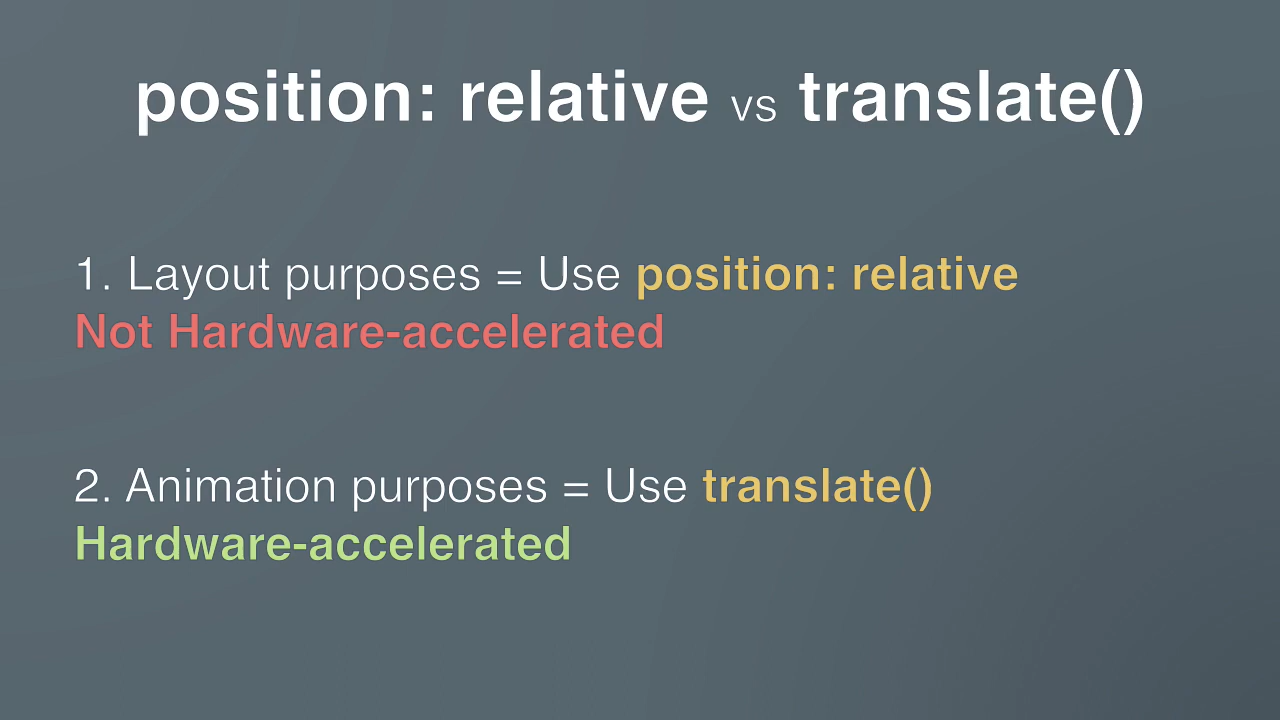 position: relative vs translate()
1. Layout purposes = Use position: relative
Not Hardware-accelerated
2. Animation purposes = Use translate()
Hardware-accelerated